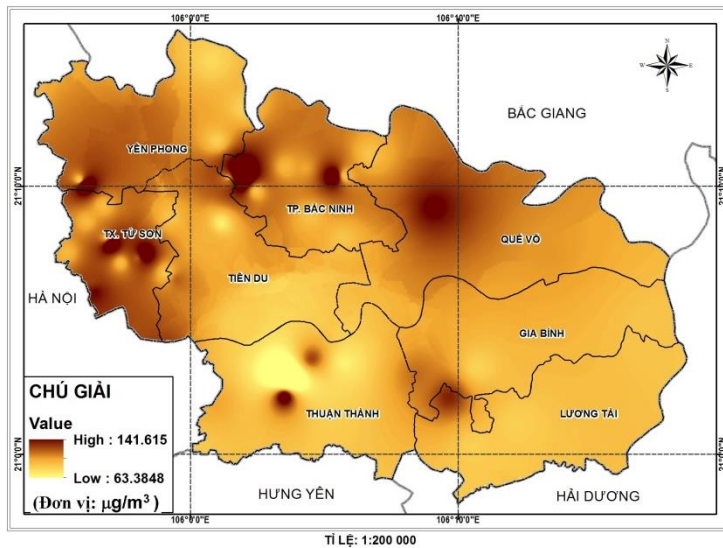 106°0'0"E 106°10'0"E
N
W E
S
BẮC GIANG
YÊN PHONG
21°10'0"N
TP. BẮC NINH
TX. TỪ SƠN
QUẾ VÕ
TIÊN DU
HÀ NỘI
GIA BÌNH
CHÚ GIẢI
Value
High : 141.615
Low : 63.3848
(Đơn vị: µg/m³)
THUẬN THÀNH
LƯƠNG TÀI
21°0'0"N
HƯNG YÊN
HẢI DƯƠNG
106°0'0"E
TỈ LỆ: 1:200 000